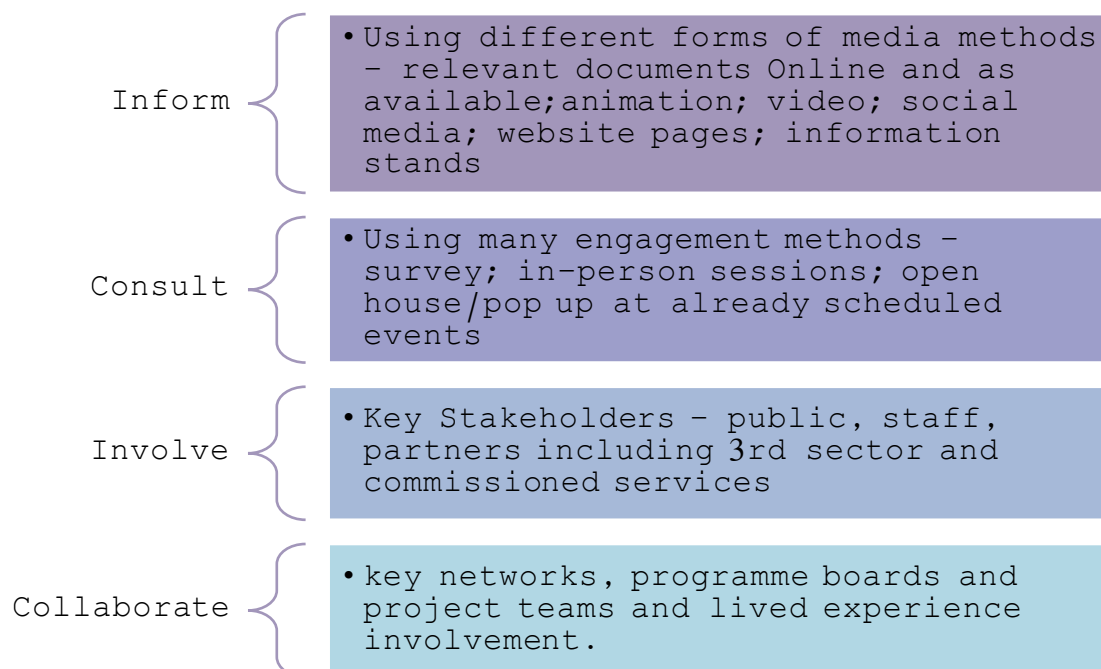 Inform
• Using different forms of media methods
– relevant documents Online and as
available;animation; video; social
media; website pages; information
stands
Consult
• Using many engagement methods –
survey; in-person sessions; open
house/pop up at already scheduled
events
Involve
• Key Stakeholders – public, staff,
partners including 3rd sector and
commissioned services
Collaborate
• key networks, programme boards and
project teams and lived experience
involvement.